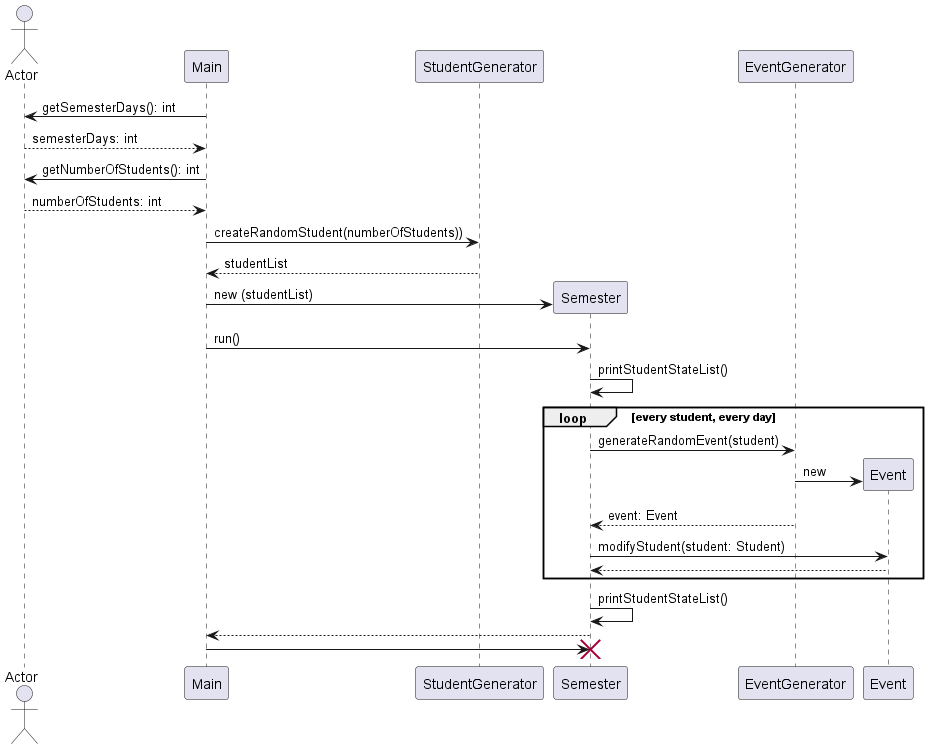 Actor
Main
StudentGenerator
EventGenerator
getSemesterDays(): int
semesterDays: int
getNumberOfStudents(): int
numberOfStudents: int
createRandomStudent(numberOfStudents))
studentList
new (studentList)
Semester
run()
printStudentStateList()
loop [every student, every day]
generateRandomEvent(student)
new
Event
event: Event
modifyStudent(student: Student)
printStudentStateList()
Actor
Main
StudentGenerator
Semester
EventGenerator
Event